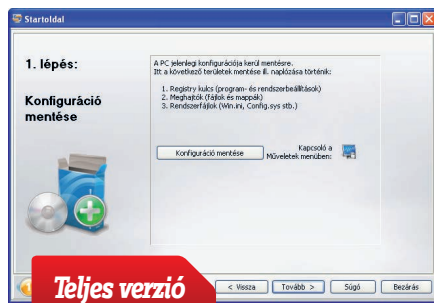 Startoldal
1. lépés:
Konfiguráció
mentése
A PC jelenlegi konfigurációja kerül mentésre.
Itt a következő területek mentése ill. naplózása történik:
1. Registry kulcs (program- és rendszerbeállítások)
2. Meghajtók (fájlok és mappák)
3. Rendszerfájlok (Win.ini, Config.sys stb.)
Konfiguráció mentése
Kapcsoló a
Műveletek menüben:
Teljes verzió
< Vissza
Tovább >
Súgó
Bezárás